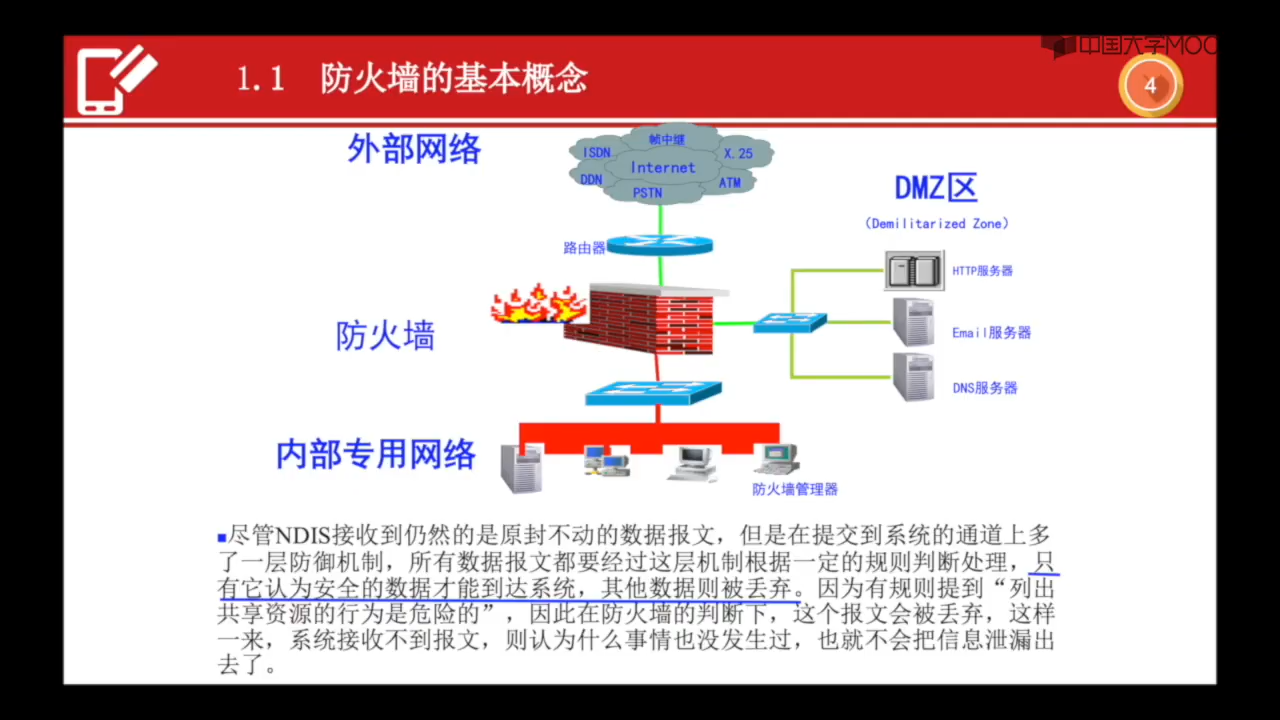 中国大学MOO
1.1 防火墙的基本概念
4
外部网络
帧中继
ISDN
X.25
Internet
DDN
ATM
PSTN
DMZ区
(Demilitarized Zone)
路由器
HTTP服务器
防火墙
Email服务器
DNS服务器
内部专用网络
防火墙管理器
■尽管NDIS接收到仍然的是原封不动的数据报文，但是在提交到系统的通道上多
了一层防御机制，所有数据报文都要经过这层机制根据一定的规则判断处理，只
有它认为安全的数据才能到达系统，其他数据则被丢弃。因为有规则提到“列出
共享资源的行为是危险的”，因此在防火墙的判断下，这个报文会被丢弃，这样
一来，系统接收不到报文，则认为什么事情也没发生过，也就不会把信息泄漏出
去了。